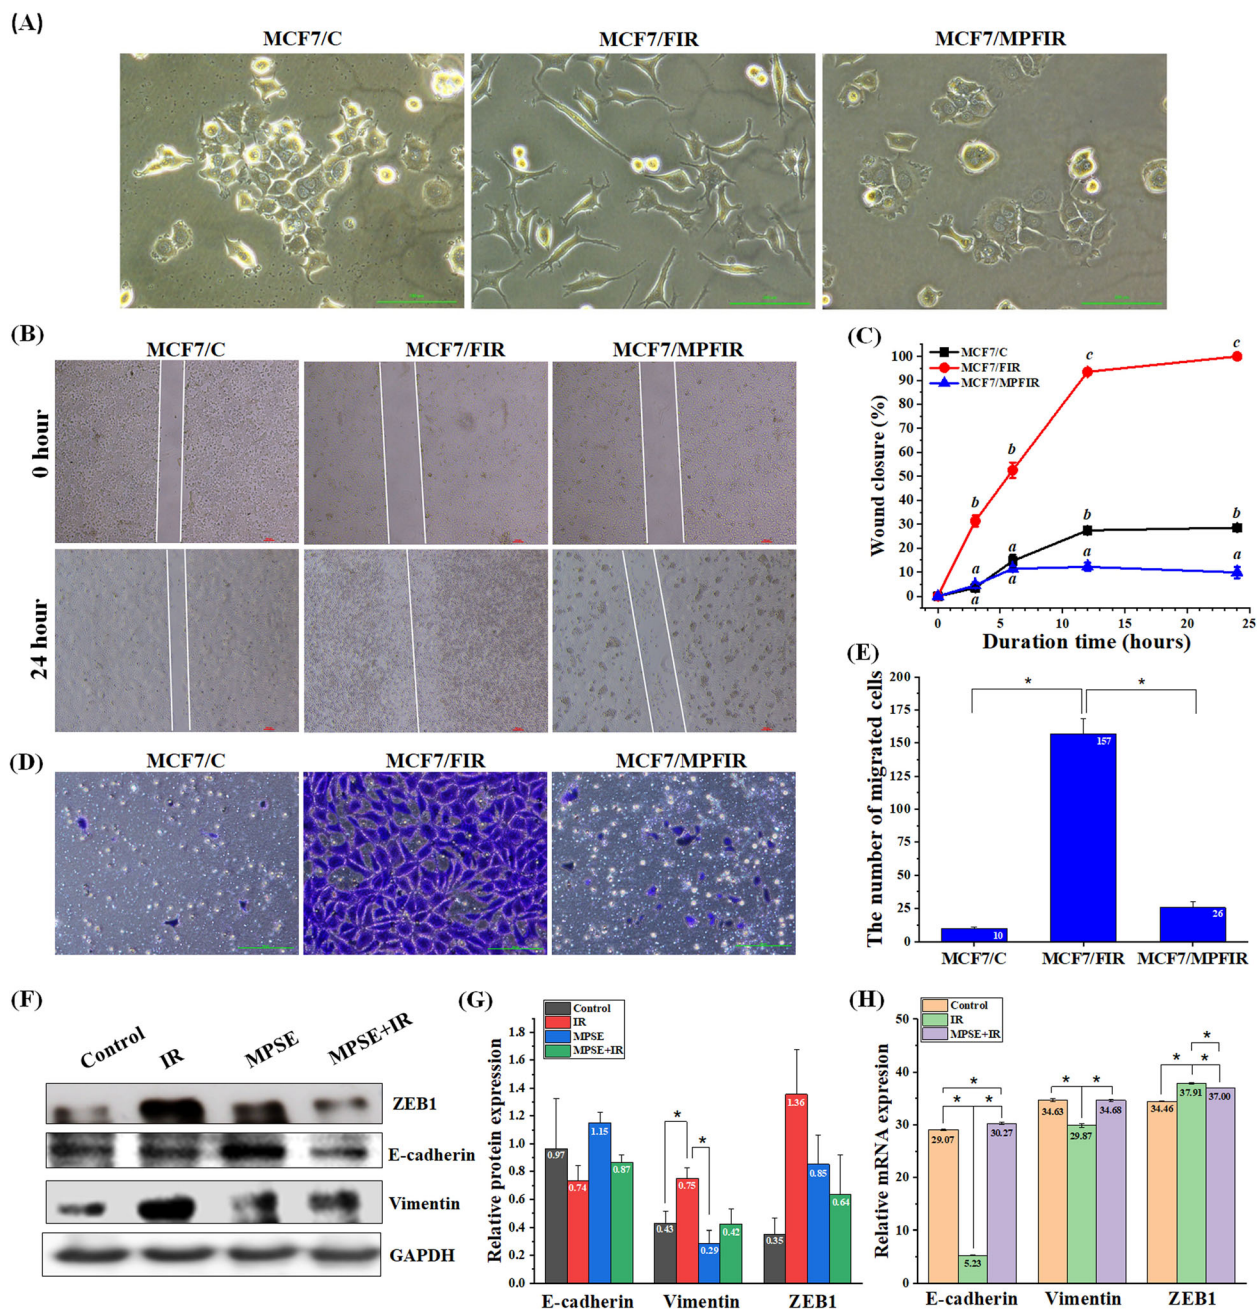 (A)
MCF7/C MCF7/FIR MCF7/MPFIR
(B)
MCF7/C MCF7/FIR MCF7/MPFIR
0 hour
24 hour
(C)
MCF7/C
MCF7/FIR
MCF7/MPFIR
Wound closure (%)
100
90
80
70
60
50
40
30
20
10
0
c c
b
b
b b
a a a a
a a
0 5 10 15 20 25
Duration time (hours)
(D)
MCF7/C MCF7/FIR MCF7/MPFIR
(E)
The number of migrated cells
200
175
150
125
100
75
50
25
0
* *
10 157 26
MCF7/C MCF7/FIR MCF7/MPFIR
(F)
Control IR MPSE MPSE+IR
ZEB1
E-cadherin
Vimentin
GAPDH
(G)
Control
IR
MPSE
MPSE+IR
Relative protein expression
1.8
1.6
1.4
1.2
1.0
0.8
0.6
0.4
0.2
0.0
* *
0.97 0.74 1.15 0.87
0.43 0.75 0.29 0.42
0.35 1.36 0.85 0.64
E-cadherin Vimentin ZEB1
(H)
Control
IR
MPSE+IR
Relative mRNA expression
50
45
40
35
30
25
20
15
10
5
0
* * *
* *
* * *
29.07 5.23 30.27
34.63 29.87 34.68
34.46 37.91 37.00
E-cadherin Vimentin ZEB1